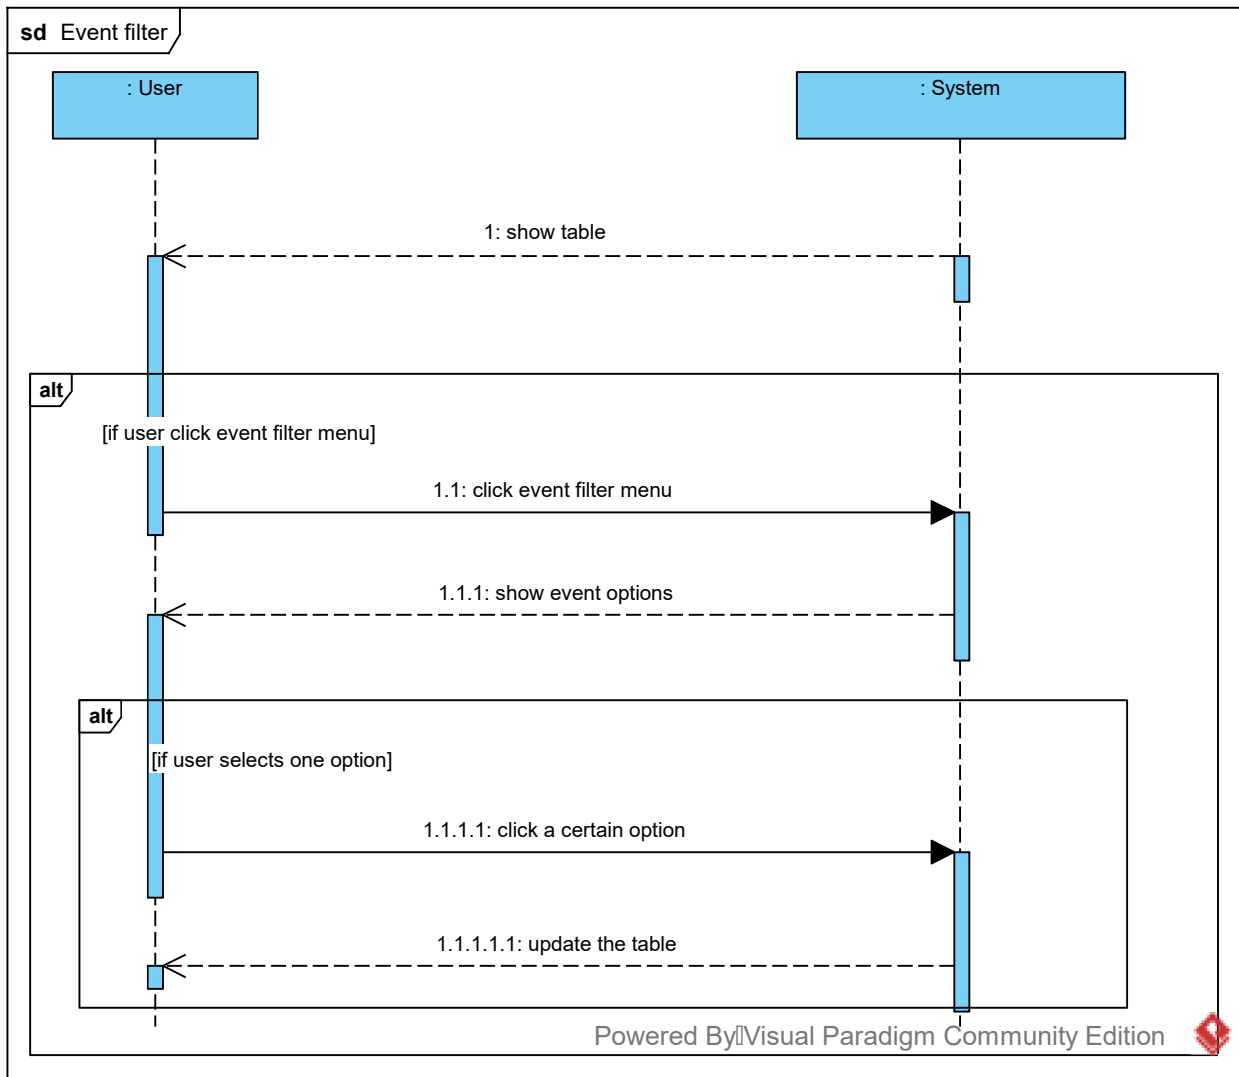 sd Event filter
: User
: System
1: show table
alt
[if user click event filter menu]
1.1: click event filter menu
1.1.1: show event options
alt
[if user selects one option]
1.1.1.1: click a certain option
1.1.1.1.1: update the table
Powered By▯Visual Paradigm Community Edition